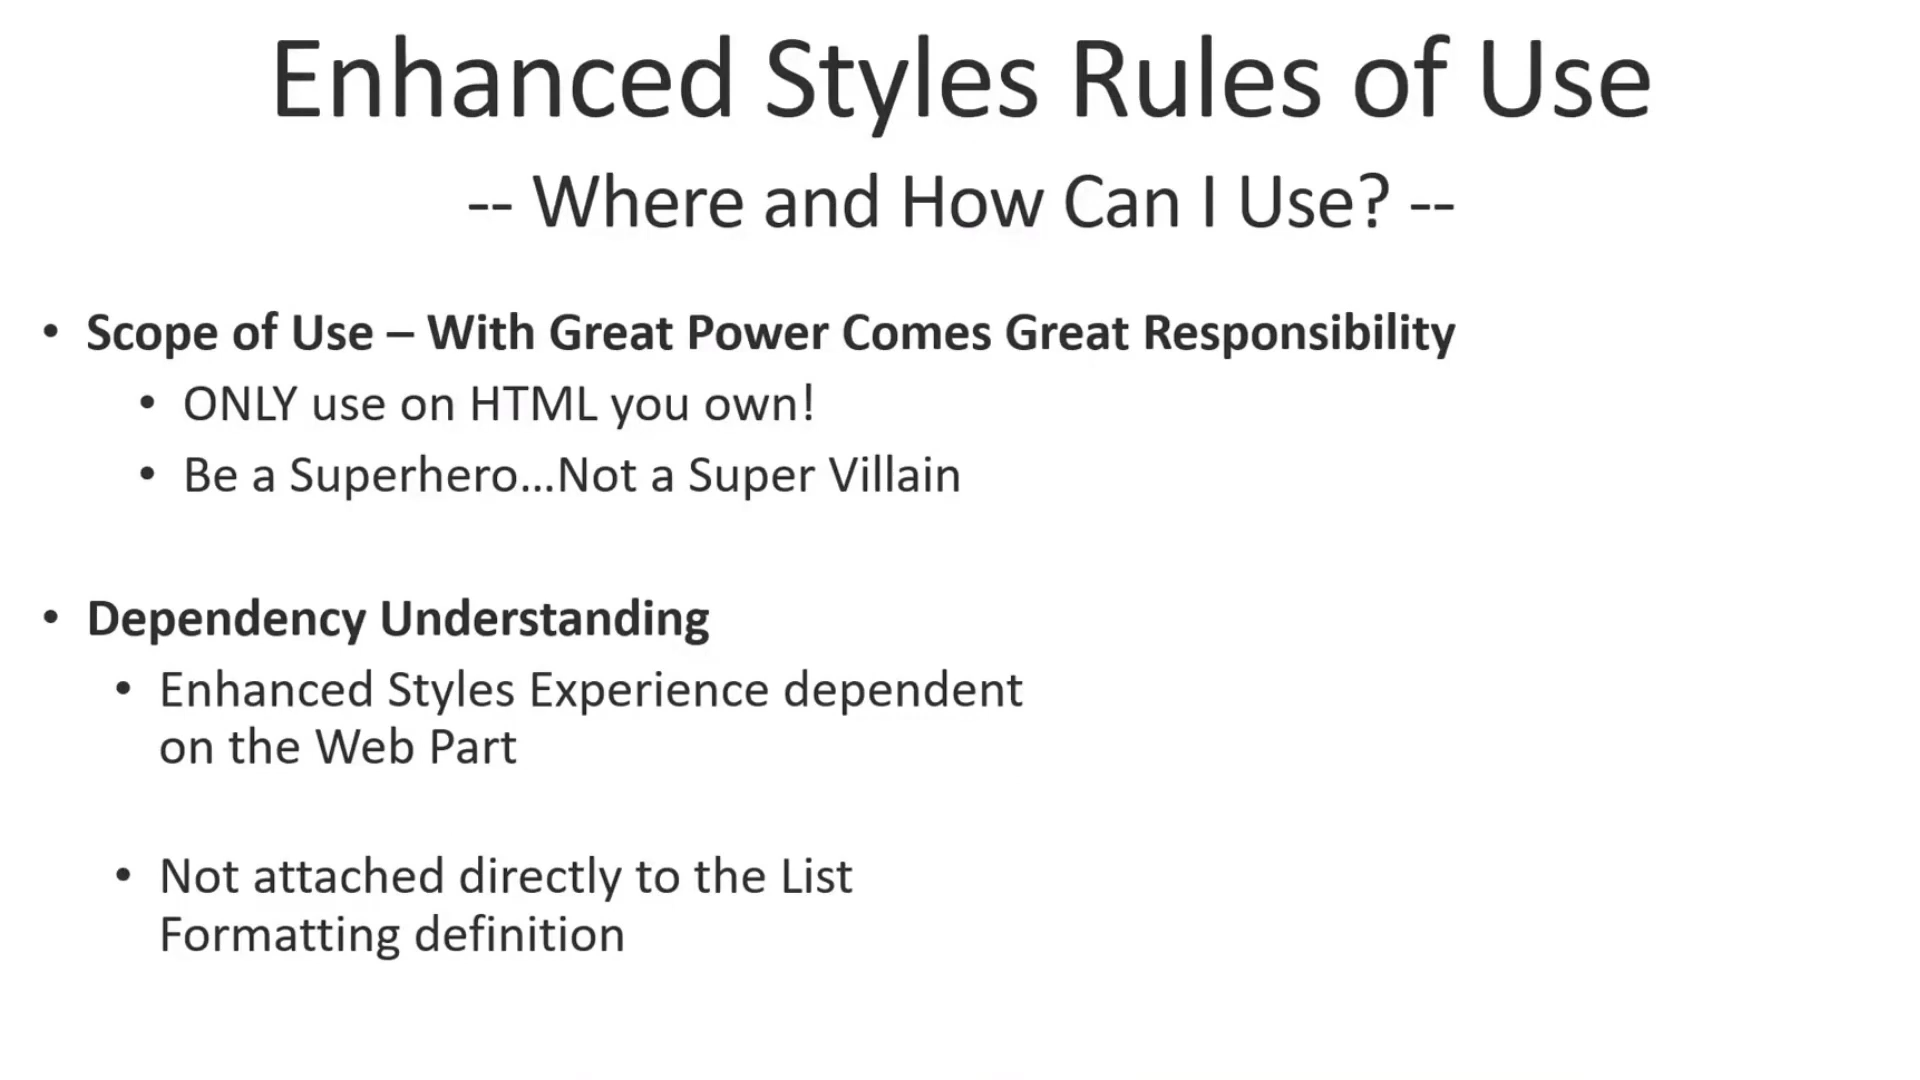 Enhanced Styles Rules of Use
-- Where and How Can I Use? --
• Scope of Use – With Great Power Comes Great Responsibility
• ONLY use on HTML you own!
• Be a Superhero…Not a Super Villain
• Dependency Understanding
• Enhanced Styles Experience dependent
on the Web Part
• Not attached directly to the List
Formatting definition